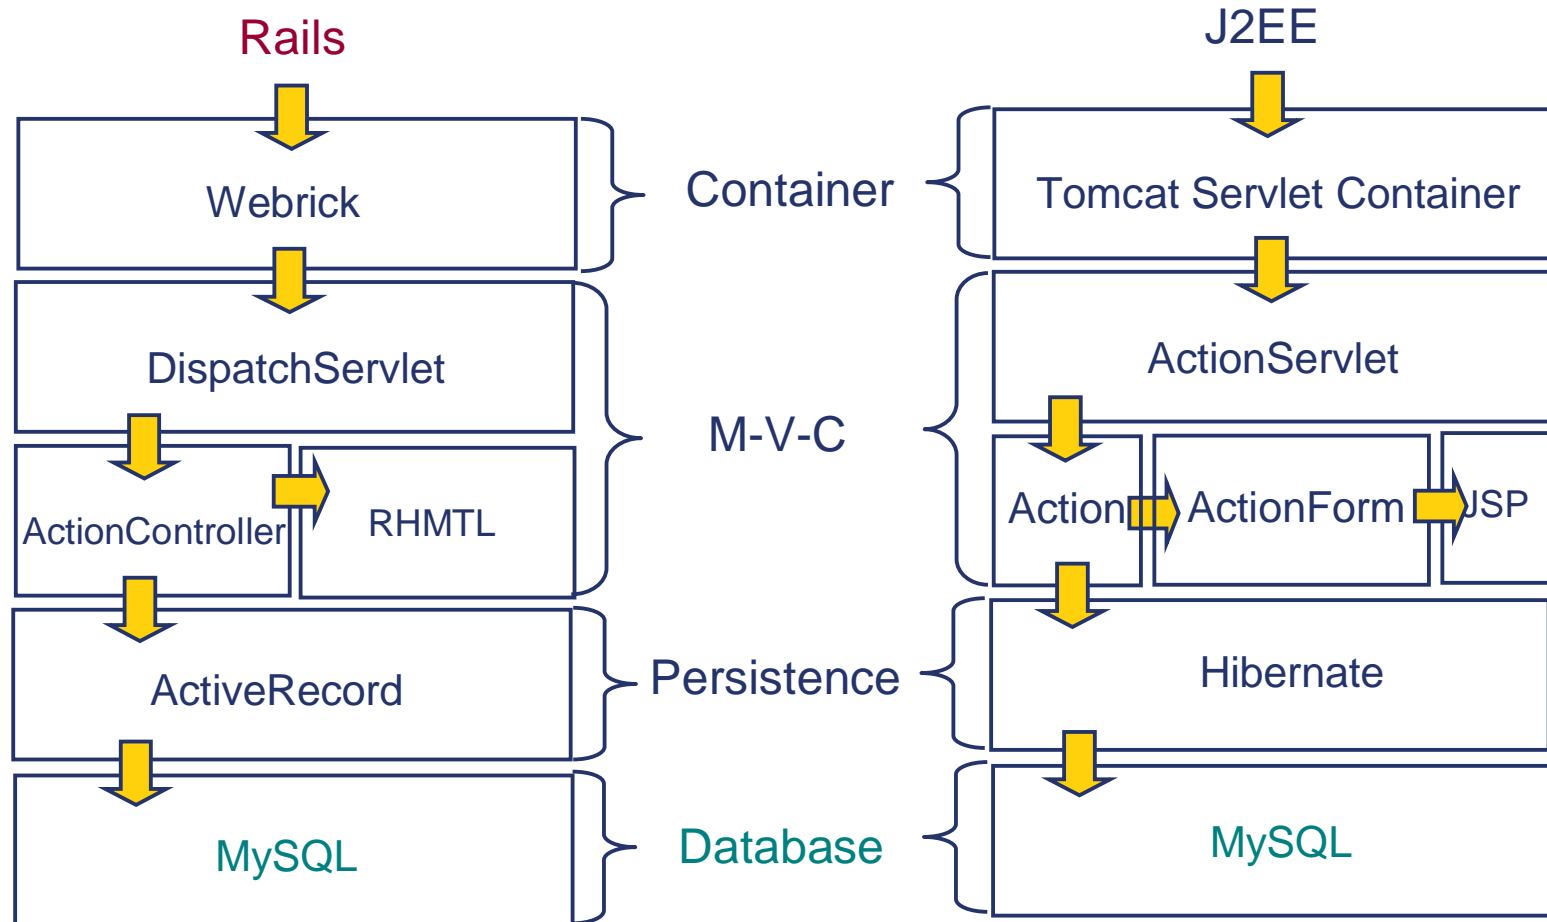 Rails
J2EE
Webrick
Container
Tomcat Servlet Container
DispatchServlet
M-V-C
ActionServlet
ActionController
RHMTL
Action
ActionForm
JSP
ActiveRecord
Persistence
Hibernate
MySQL
Database
MySQL